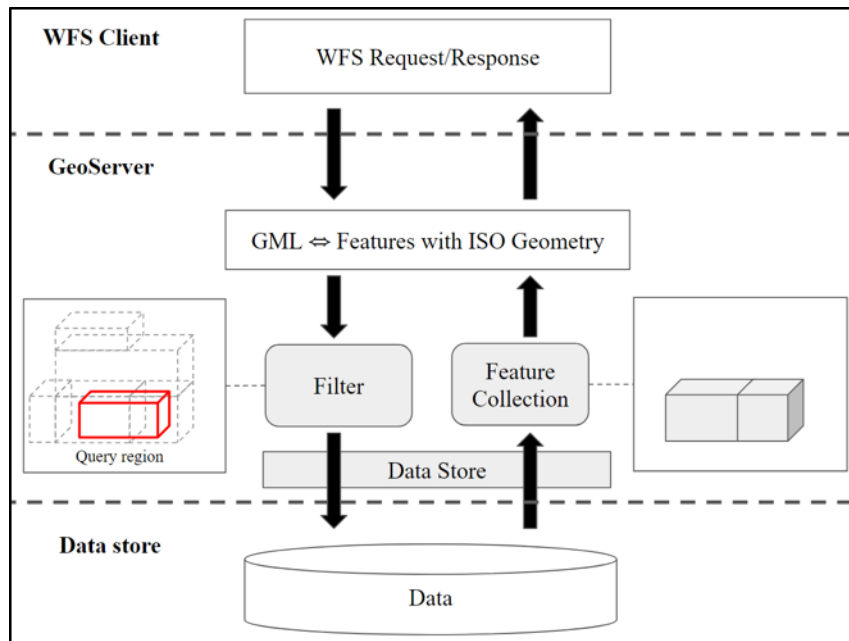 WFS Client
WFS Request/Response
GeoServer
GML ⇔ Features with ISO Geometry
Filter
Feature
Collection
Query region
Data Store
Data store
Data